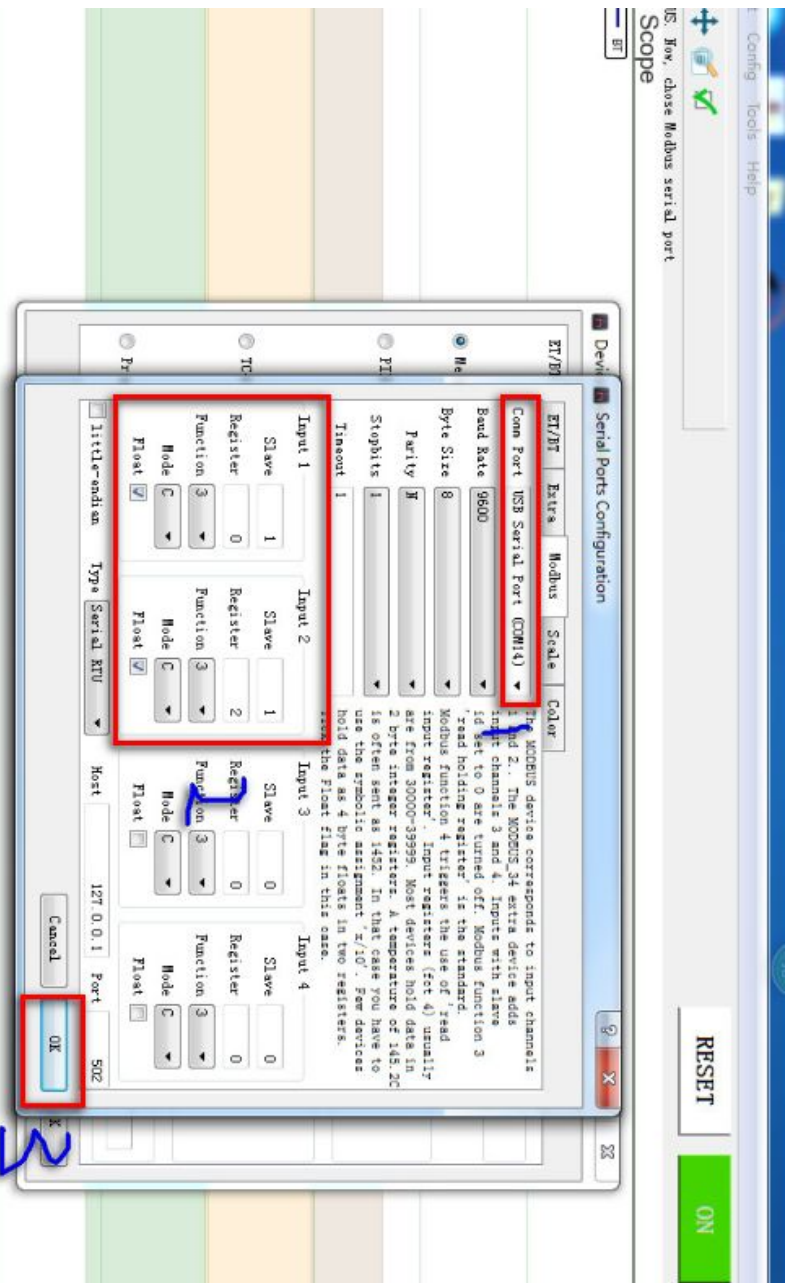 Config Tools Help
US. Now, chose Modbus serial port
RESET
ON
Scope
BT
Serial Ports Configuration
ET/BT
ET/BT Extra Modbus Scale Color
Comm Port USB Serial Port (COM14)
Baud Rate 9600
Byte Size 8
Parity N
Stopbits 1
Timeout 1
The MODBUS device corresponds to input channels
1 and 2.. The MODBUS_34 extra device adds
input channels 3 and 4. Inputs with slave
id set to 0 are turned off. Modbus function 3
'read holding register' is the standard.
Modbus function 4 triggers the use of 'read
input register'. Input registers (fct 4) usually
are from 30000-39999. Most devices hold data in
2 byte integer registers. A temperature of 145.2C
is often sent as 1452. In that case you have to
use the symbolic assignment 'x/10'. Few devices
hold data as 4 byte floats in two registers.
the Float flag in this case.
Input 1 Input 2 Input 3 Input 4
Slave 1 Slave 1 Slave 0 Slave 0
Register 0 Register 2 Register 0 Register 0
Function 3 Function 3 Function 3 Function 3
Mode C Mode C Mode C Mode C
Float Float Float Float
little-endian Type Serial RTU Host 127.0.0.1 Port 502
Cancel OK
1
2
3